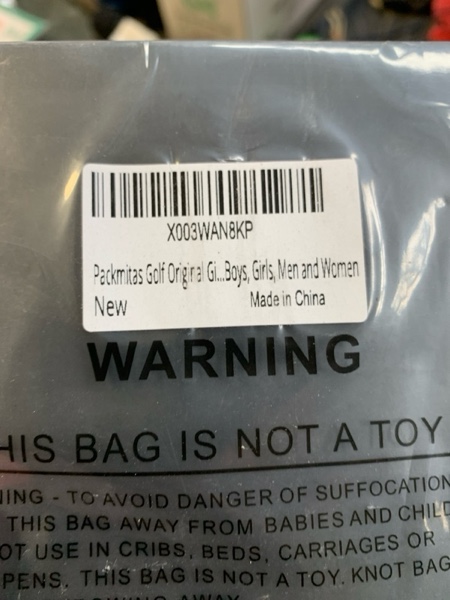 X003WAN8KP
Packmitas Golf Original Gi...Boys, Girls, Men and Women
New Made in China
WARNING
HIS BAG IS NOT A TOY
NING - TO AVOID DANGER OF SUFFOCATION
THIS BAG AWAY FROM BABIES AND CHILD
OT USE IN CRIBS, BEDS, CARRIAGES OR
PENS. THIS BAG IS NOT A TOY. KNOT BAG
AWAY